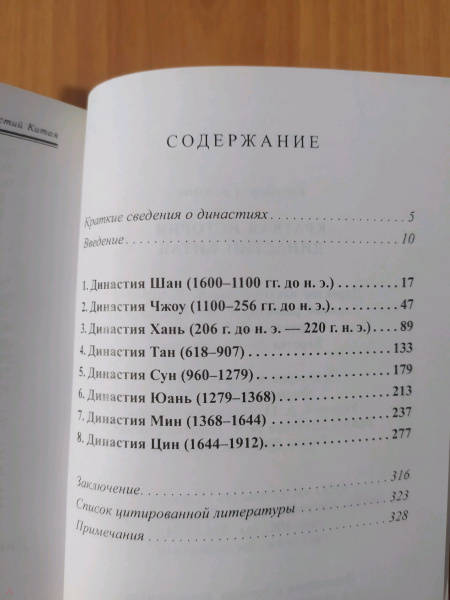 стий Китая
СОДЕРЖАНИЕ
Краткие сведения о династиях . . . . . . . . . . . . . . . . . . . . 5
Введение . . . . . . . . . . . . . . . . . . . . . . . . . . . . . . . . . . . . . . 10
1. Династия Шан (1600–1100 гг. до н. э.) . . . . . . . . . . . 17
2. Династия Чжоу (1100–256 гг. до н. э.). . . . . . . . . . . . 47
3. Династия Хань (206 г. до н. э. — 220 г. н. э.) . . . . . 89
4. Династия Тан (618–907) . . . . . . . . . . . . . . . . . . . . . 133
5. Династия Сун (960–1279) . . . . . . . . . . . . . . . . . . . . 179
6. Династия Юань (1279–1368) . . . . . . . . . . . . . . . . . 213
7. Династия Мин (1368–1644) . . . . . . . . . . . . . . . . . . 237
8. Династия Цин (1644–1912). . . . . . . . . . . . . . . . . . . 277
Заключение. . . . . . . . . . . . . . . . . . . . . . . . . . . . . . . . . . 316
Список цитированной литературы . . . . . . . . . . . . . . 323
Примечания . . . . . . . . . . . . . . . . . . . . . . . . . . . . . . . . . 328